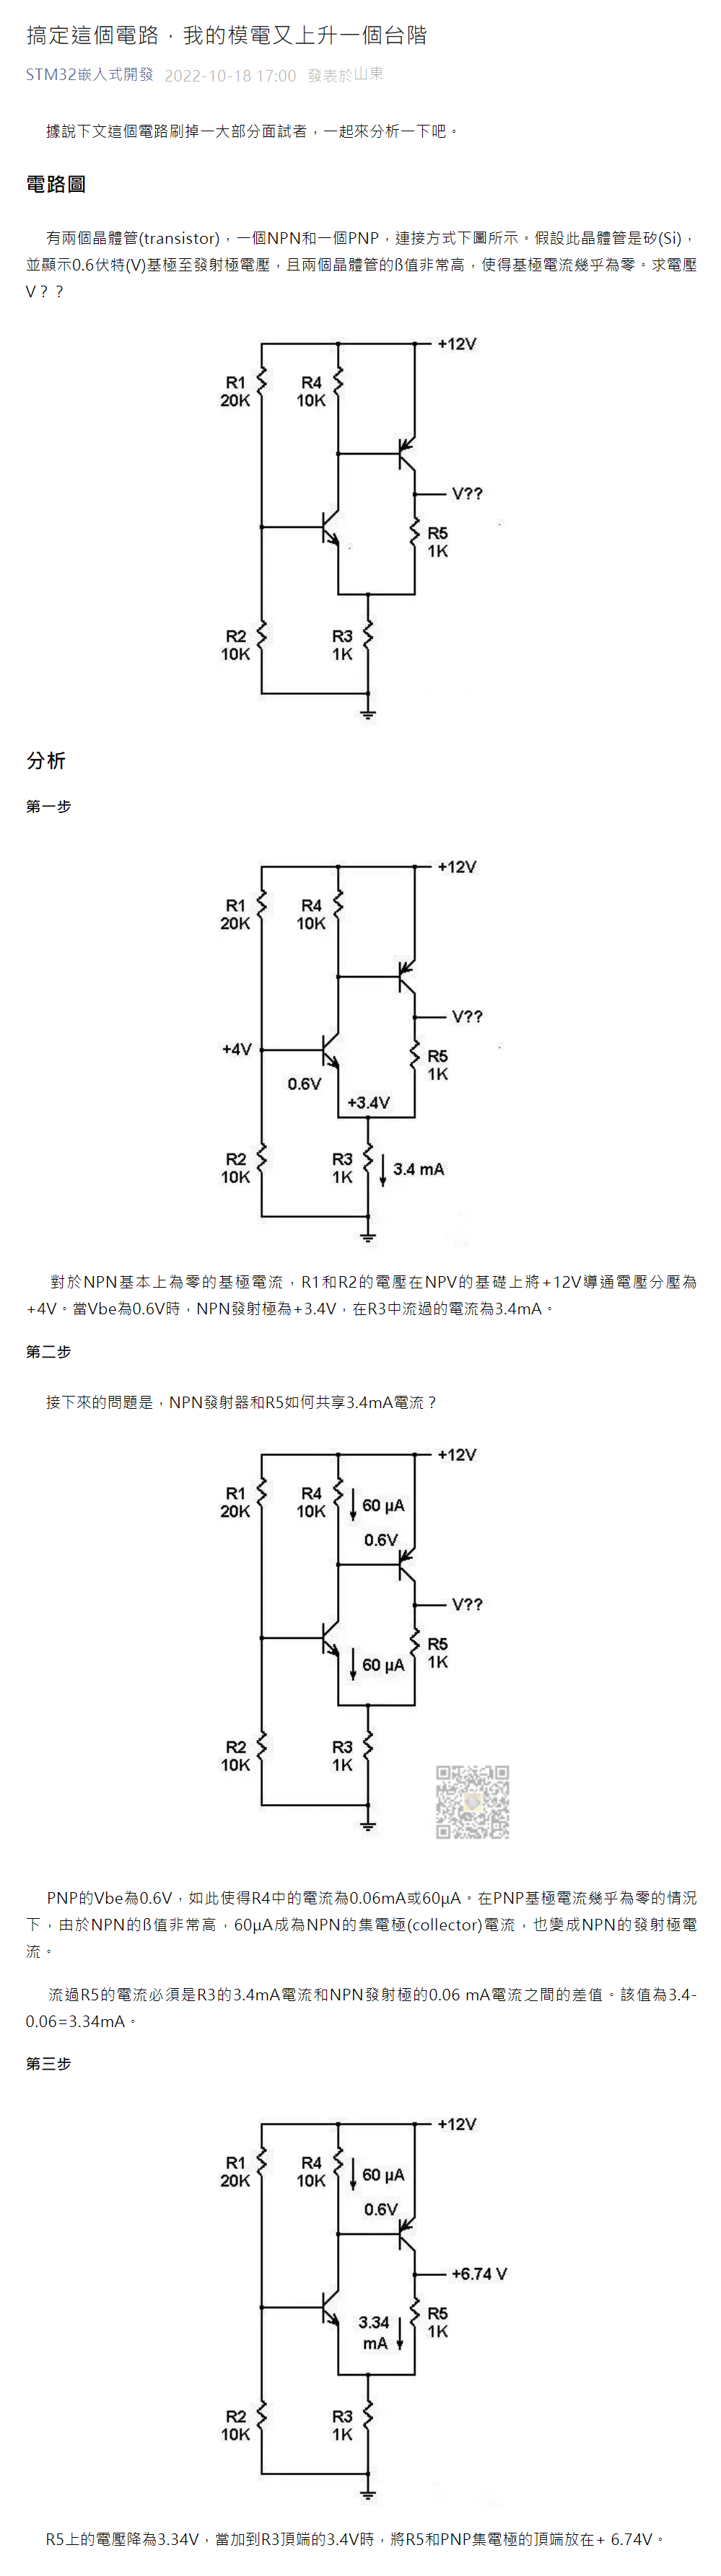 搞定這個電路，我的模電又上升一個台階
STM32嵌入式開發 2022-10-18 17:00 發表於山東
據說下文這個電路刷掉一大部分面試者，一起來分析一下吧。
電路圖
有兩個晶體管(transistor)，一個NPN和一個PNP，連接方式下圖所示。假設此晶體管是矽(Si)，
並顯示0.6伏特(V)基極至發射極電壓，且兩個晶體管的ß值非常高，使得基極電流幾乎為零。求電壓
V？？
+12V
R1
20K
R4
10K
V??
R5
1K
R2
10K
R3
1K
分析
第一步
+12V
R1
20K
R4
10K
V??
+4V
R5
1K
0.6V
+3.4V
R2
10K
R3
1K
3.4 mA
對於NPN基本上為零的基極電流，R1和R2的電壓在NPV的基礎上將+12V導通電壓分壓為
+4V。當Vbe為0.6V時，NPN發射極為+3.4V，在R3中流過的電流為3.4mA。
第二步
接下來的問題是，NPN發射器和R5如何共享3.4mA電流？
+12V
R1
20K
R4
10K
60 µA
0.6V
V??
R5
1K
60 µA
R2
10K
R3
1K
PNP的Vbe為0.6V，如此使得R4中的電流為0.06mA或60µA。在PNP基極電流幾乎為零的情況
下，由於NPN的ß值非常高，60µA成為NPN的集電極(collector)電流，也變成NPN的發射極電
流。
流過R5的電流必須是R3的3.4mA電流和NPN發射極的0.06 mA電流之間的差值。該值為3.4-
0.06=3.34mA。
第三步
+12V
R1
20K
R4
10K
60 µA
0.6V
+6.74 V
R5
1K
3.34
mA
R2
10K
R3
1K
R5上的電壓降為3.34V，當加到R3頂端的3.4V時，將R5和PNP集電極的頂端放在+ 6.74V。